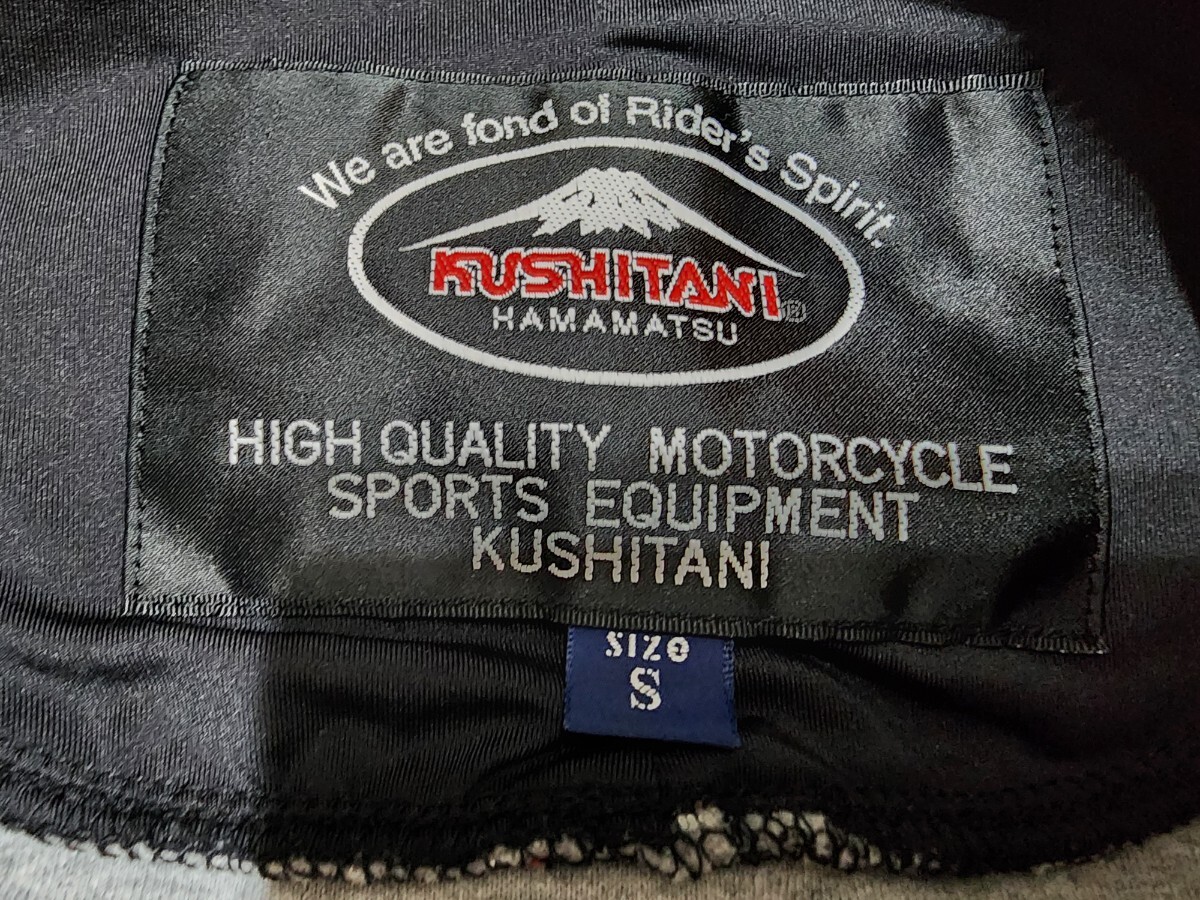 We are fond of Rider's Spirit.
KUSHITANI®
HAMAMATSU
HIGH QUALITY MOTORCYCLE
SPORTS EQUIPMENT
KUSHITANI
SIZE
S